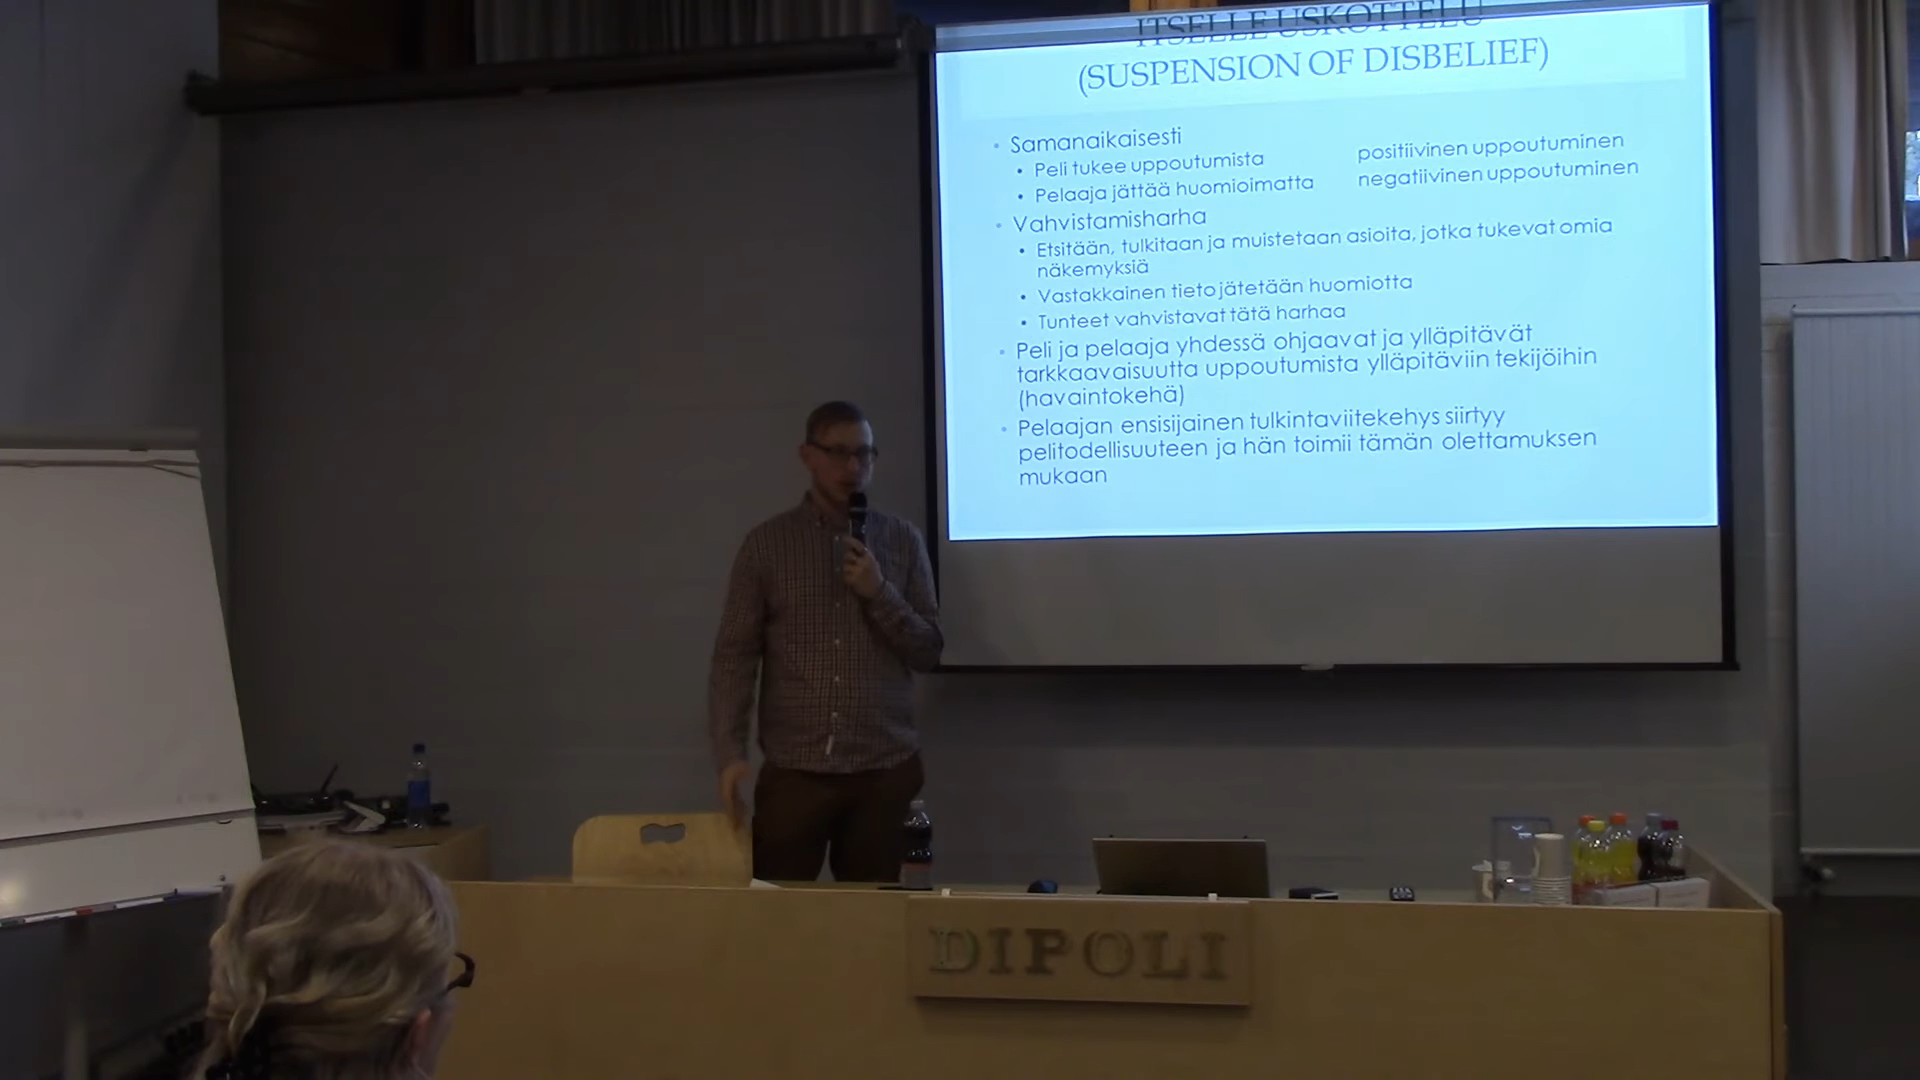 ITSELLE USKOTTELU
(SUSPENSION OF DISBELIEF)
• Samanaikaisesti
• Peli tukee uppoutumista positiivinen uppoutuminen
• Pelaaja jättää huomioimatta negatiivinen uppoutuminen
• Vahvistamisharha
• Etsitään, tulkitaan ja muistetaan asioita, jotka tukevat omia
näkemyksiä
• Vastakkainen tieto jätetään huomiotta
• Tunteet vahvistavat tätä harhaa
• Peli ja pelaaja yhdessä ohjaavat ja ylläpitävät
tarkkaavaisuutta uppoutumista ylläpitäviin tekijöihin
(havaintokehä)
• Pelaajan ensisijainen tulkintaviitekehys siirtyy
pelitodellisuuteen ja hän toimii tämän olettamuksen
mukaan
DIPOLI